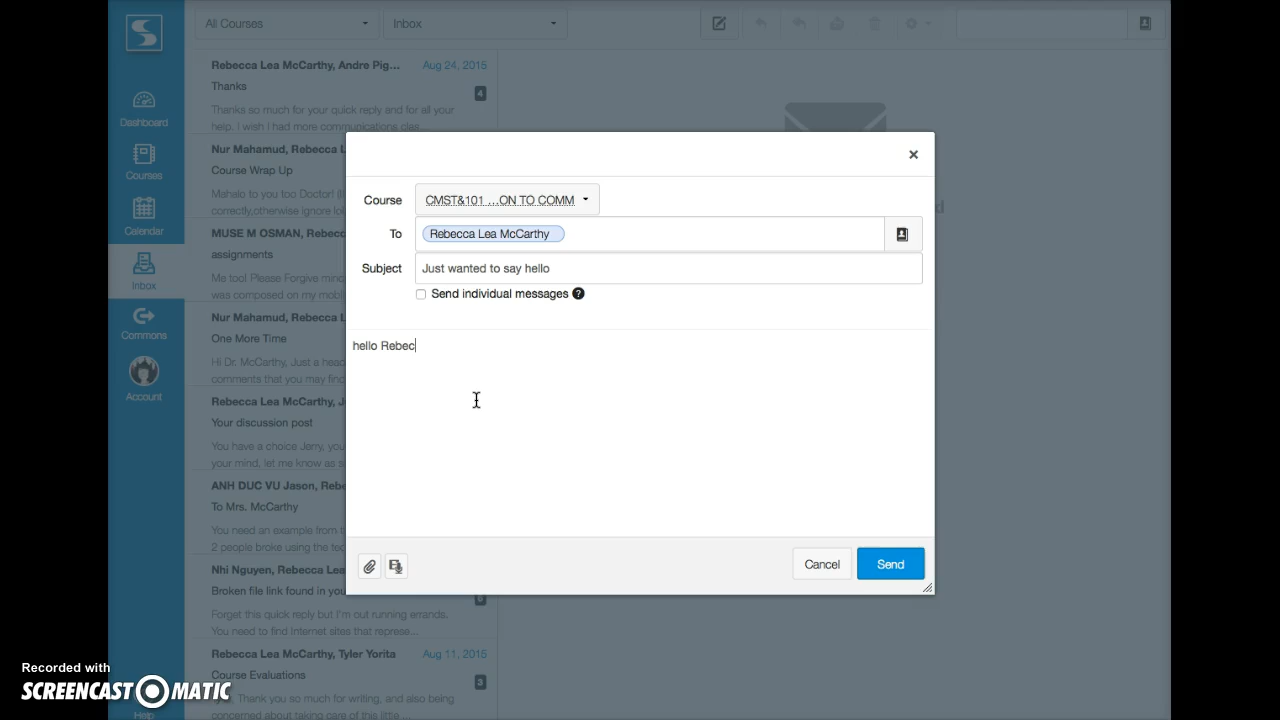 All Courses
Inbox
Rebecca Lea McCarthy, Andre Pig...
Aug 24, 2015
Thanks
4
Thanks so much for your quick reply and for all your
help. I wish I had more communications clas...
Nur Mahamud, Rebecca L
Course Wrap Up
Mahalo to you too Doctor! (I
correctly,otherwise ignore lol
MUSE M OSMAN, Rebecc
assignments
Me too! Please Forgive mino
was composed on my mobil
Nur Mahamud, Rebecca L
One More Time
Hi Dr. McCarthy, Just a head
comments that you may find
Rebecca Lea McCarthy, J
Your discussion post
You have a choice Jerry, you
your mind. let me know as s
ANH DUC VU Jason, Rebe
To Mrs. McCarthy
You need an example from t
2 people broke using the fec
Nhi Nguyen, Rebecca Lea
Broken file link found in you
Forget this quick reply but I'm out running errands.
You need to find Internet sites that represe...
Rebecca Lea McCarthy, Tyler Yorita
Aug 11, 2015
Course Evaluations
3
Thank you so much for writing, and also being
concerned about taking care of this little ...
Dashboard
Courses
Calendar
Inbox
Commons
Account
Help
Course
CMST&101 ...ON TO COMM
To
Rebecca Lea McCarthy
Subject
Just wanted to say hello
Send individual messages ?
hello Rebec
Cancel
Send
Recorded with
SCREENCAST MATIC